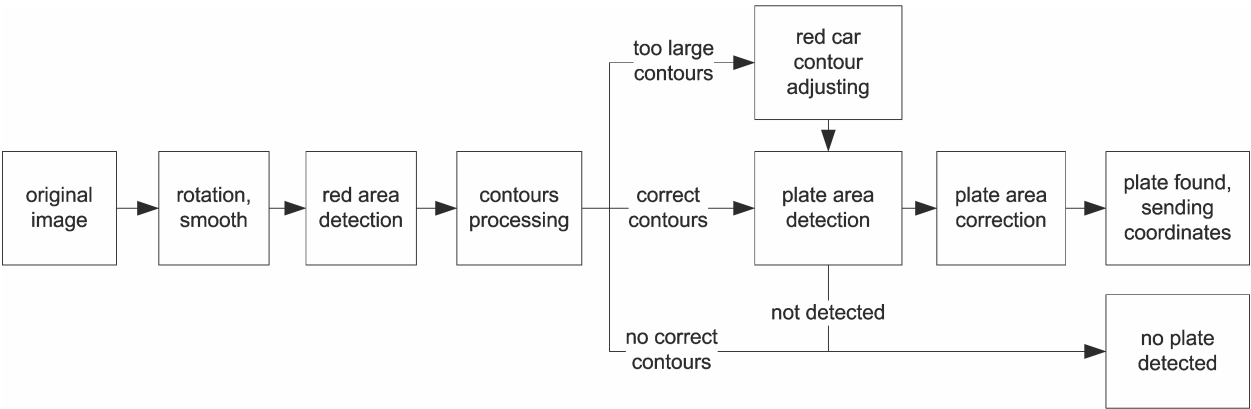 original
image
rotation,
smooth
red area
detection
contours
processing
too large
contours
red car
contour
adjusting
correct
contours
plate area
detection
plate area
correction
plate found,
sending
coordinates
not detected
no correct
contours
no plate
detected